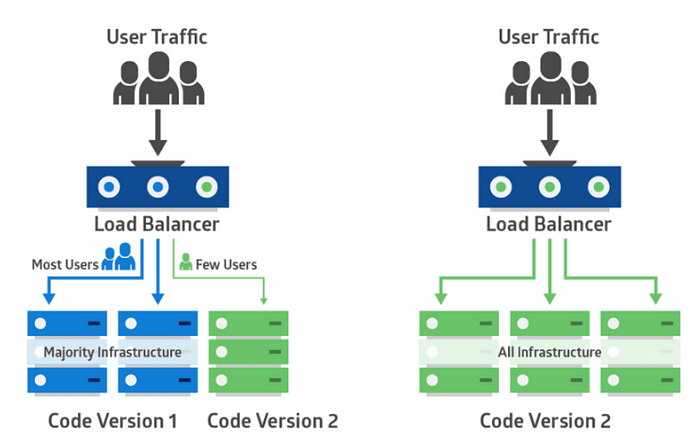 User Traffic
Load Balancer
Most Users
Few Users
Majority Infrastructure
Code Version 1
Code Version 2
User Traffic
Load Balancer
All Infrastructure
Code Version 2